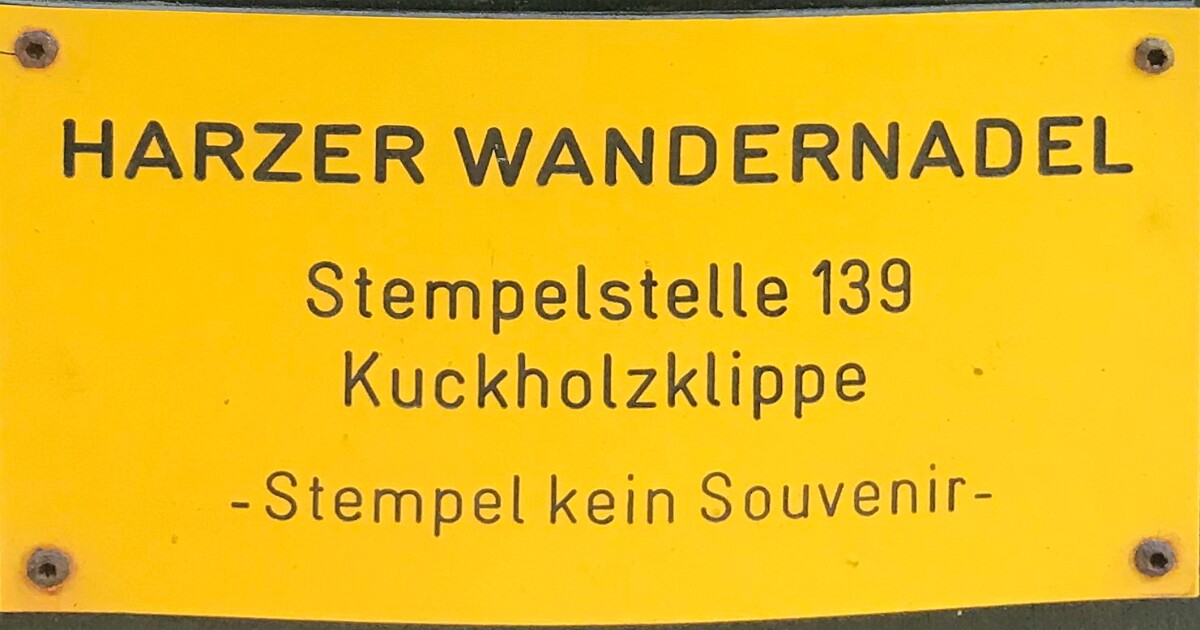 HARZER WANDERNADEL
Stempelstelle 139
Kuckholzklippe
-Stempel kein Souvenir-